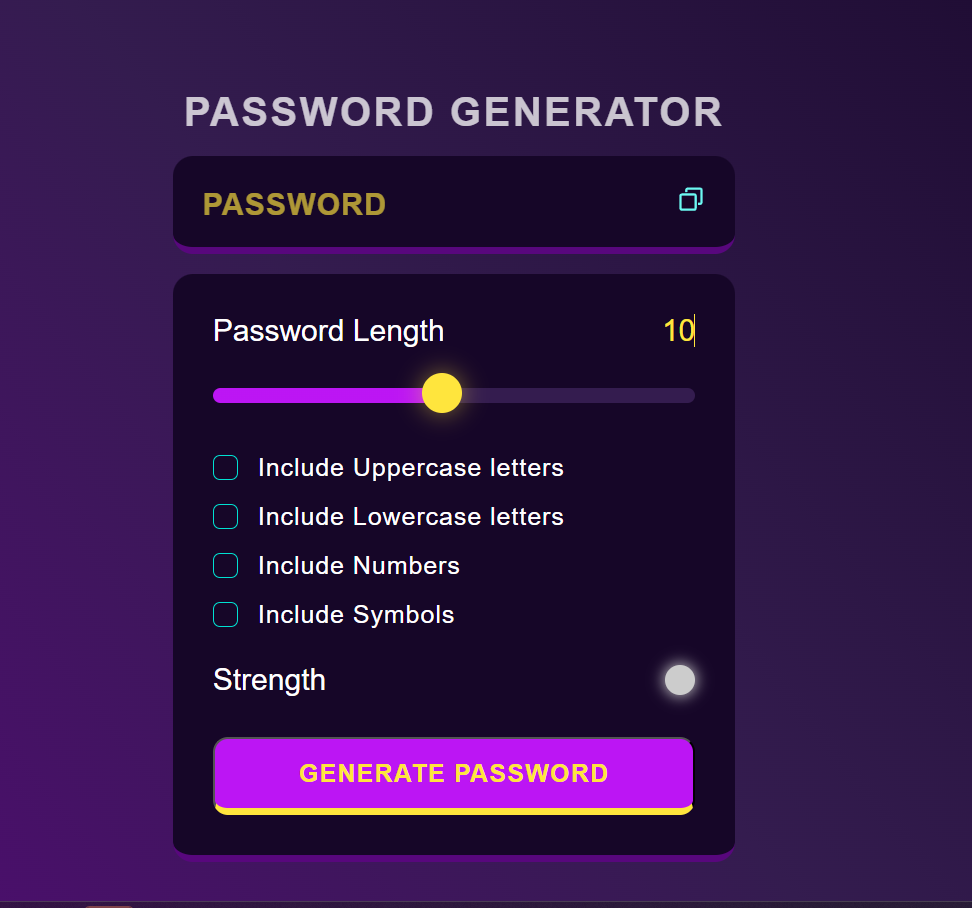 PASSWORD GENERATOR
PASSWORD
Password Length 10
Include Uppercase letters
Include Lowercase letters
Include Numbers
Include Symbols
Strength
GENERATE PASSWORD